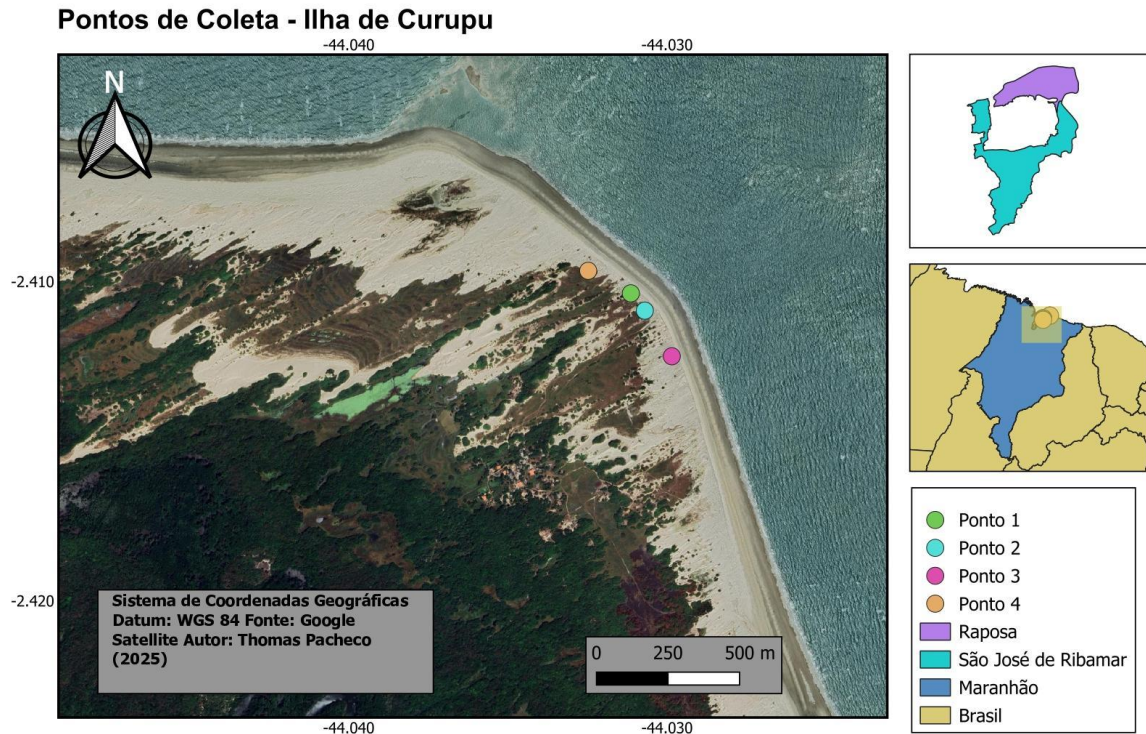 Pontos de Coleta - Ilha de Curupu
-44.040
-44.030
N
-2.410
-2.420
Sistema de Coordenadas Geográficas
Datum: WGS 84 Fonte: Google
Satellite Autor: Thomas Pacheco
(2025)
0 250 500 m
-44.040
-44.030
Ponto 1
Ponto 2
Ponto 3
Ponto 4
Raposa
São José de Ribamar
Maranhão
Brasil